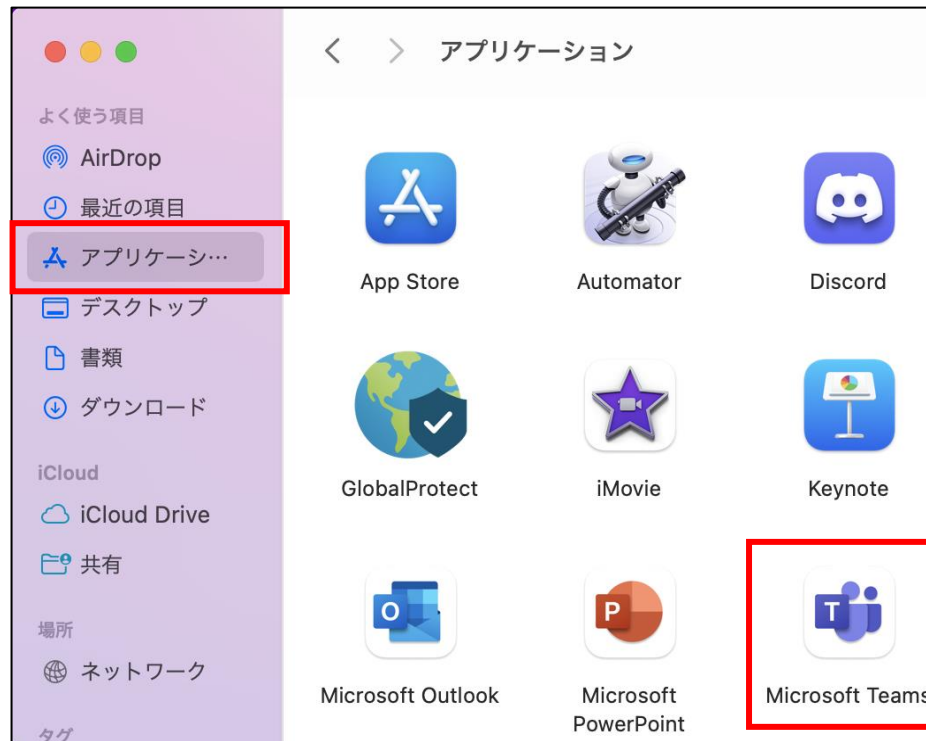 アプリケーション
よく使う項目
AirDrop
最近の項目
アプリケーシ…
デスクトップ
書類
ダウンロード
iCloud
iCloud Drive
共有
場所
ネットワーク
タグ
App Store
Automator
Discord
GlobalProtect
iMovie
Keynote
O
P
T
Microsoft Outlook
Microsoft
PowerPoint
Microsoft Teams